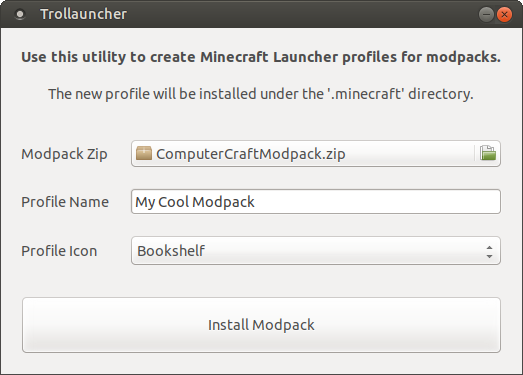 Trollauncher
Use this utility to create Minecraft Launcher profiles for modpacks.
The new profile will be installed under the '.minecraft' directory.
Modpack Zip ComputerCraftModpack.zip
Profile Name My Cool Modpack
Profile Icon Bookshelf
Install Modpack